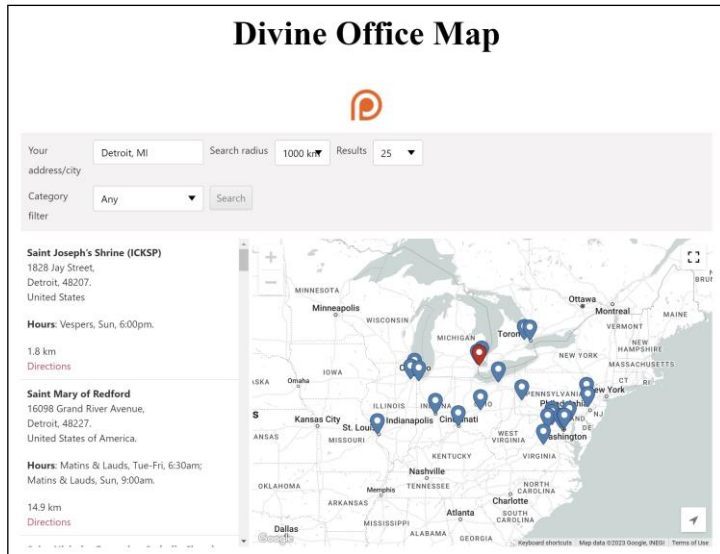 Divine Office Map
Your address/city
Detroit, MI
Search radius
1000 km
Results
25
Category filter
Any
Search
Saint Joseph's Shrine (ICKSP)
1828 Jay Street,
Detroit, 48207.
United States
Hours: Vespers, Sun, 6:00pm.
1.8 km
Directions
Saint Mary of Redford
16098 Grand River Avenue,
Detroit, 48227.
United States of America.
Hours: Matins & Lauds, Tue-Fri, 6:30am;
Matins & Lauds, Sun, 9:00am.
14.9 km
Directions
MINNESOTA
Minneapolis
WISCONSIN
MICHIGAN
Ottawa
Montreal
MAINE
VERMONT
NEW HAMPSHIRE
MASSACHUSETTS
NEW YORK
CT
RI
IOWA
Omaha
ILLINOIS
Indianapolis
PENNSYLVANIA
NJ
DE
Kansas City
MISSOURI
WEST VIRGINIA
VIRGINIA
KENTUCKY
Nashville
TENNESSEE
NORTH CAROLINA
Charlotte
OKLAHOMA
Memphis
ARKANSAS
SOUTH CAROLINA
Atlanta
MISSISSIPPI
ALABAMA
GEORGIA
Dallas
Google
Keyboard shortcuts
Map data ©2023 Google, INEGI
Terms of Use